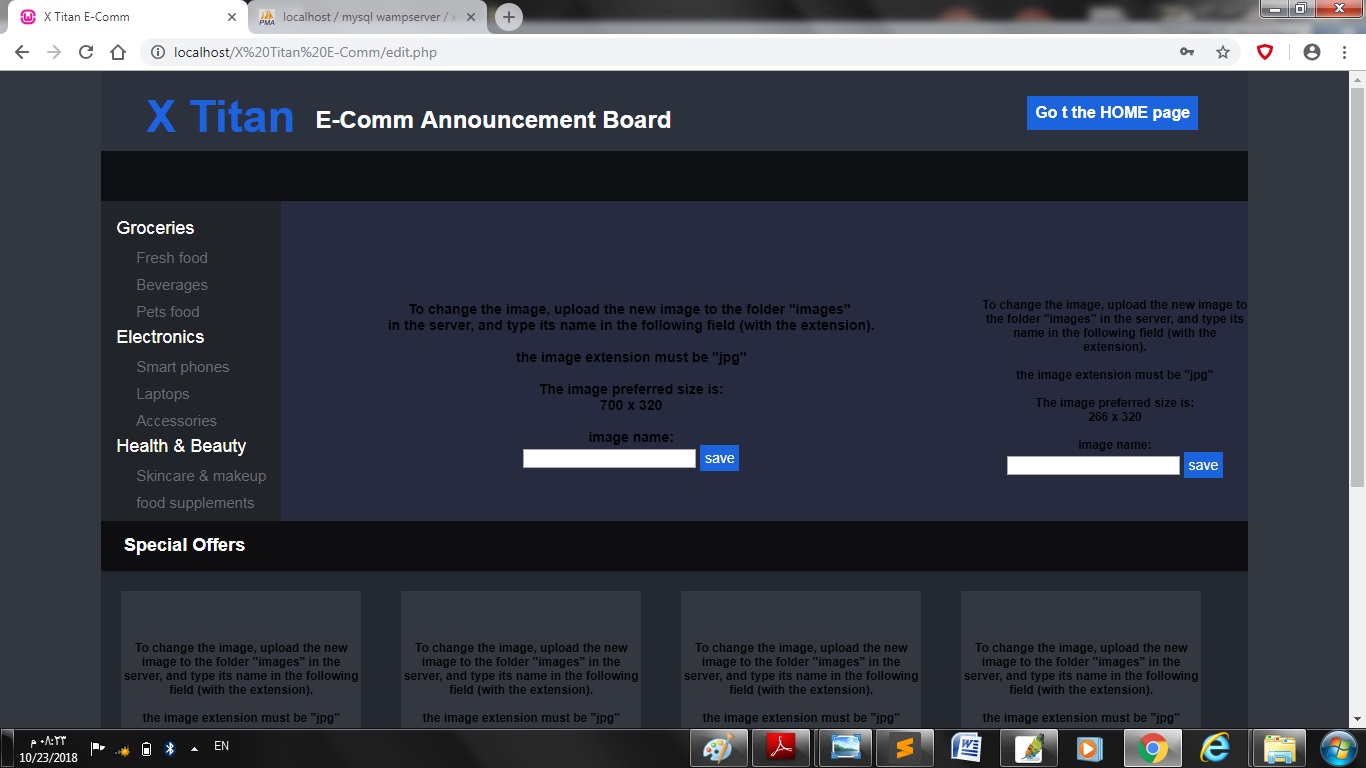 X Titan E-Comm
localhost / mysql wampserver /
localhost/X%20Titan%20E-Comm/edit.php
X Titan E-Comm Announcement Board
Go t the HOME page
Groceries
Fresh food
Beverages
Pets food
Electronics
Smart phones
Laptops
Accessories
Health & Beauty
Skincare & makeup
food supplements
To change the image, upload the new image to the folder "images"
in the server, and type its name in the following field (with the extension).
the image extension must be "jpg"
The image preferred size is:
700 x 320
image name:
save
To change the image, upload the new image to
the folder "images" in the server, and type its
name in the following field (with the
extension).
the image extension must be "jpg"
The image preferred size is:
266 x 320
image name:
save
Special Offers
To change the image, upload the new
image to the folder "images" in the
server, and type its name in the following
field (with the extension).
the image extension must be "jpg"
To change the image, upload the new
image to the folder "images" in the
server, and type its name in the following
field (with the extension).
the image extension must be "jpg"
To change the image, upload the new
image to the folder "images" in the
server, and type its name in the following
field (with the extension).
the image extension must be "jpg"
To change the image, upload the new
image to the folder "images" in the
server, and type its name in the following
field (with the extension).
the image extension must be "jpg"
٠٨:٢٣ م
10/23/2018
EN